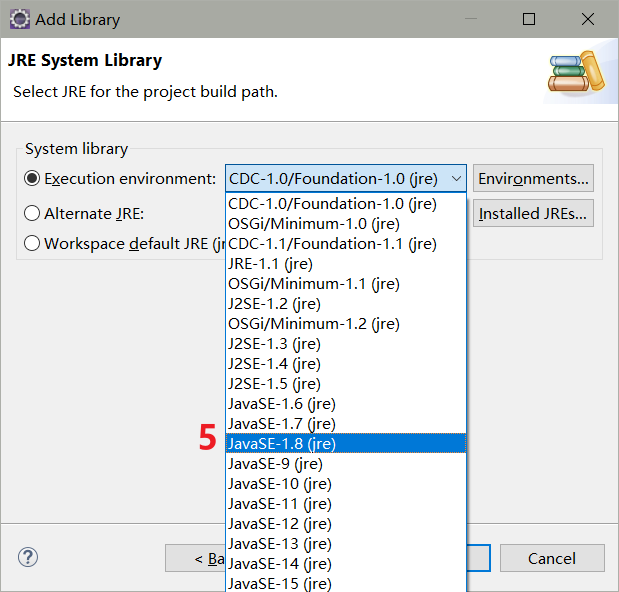 Add Library
JRE System Library
Select JRE for the project build path.
System library
Execution environment: CDC-1.0/Foundation-1.0 (jre) Environments...
Alternate JRE: Installed JREs...
Workspace default JRE
CDC-1.0/Foundation-1.0 (jre)
OSGi/Minimum-1.0 (jre)
CDC-1.1/Foundation-1.1 (jre)
JRE-1.1 (jre)
OSGi/Minimum-1.1 (jre)
J2SE-1.2 (jre)
OSGi/Minimum-1.2 (jre)
J2SE-1.3 (jre)
J2SE-1.4 (jre)
J2SE-1.5 (jre)
JavaSE-1.6 (jre)
JavaSE-1.7 (jre)
5 JavaSE-1.8 (jre)
JavaSE-9 (jre)
JavaSE-10 (jre)
JavaSE-11 (jre)
JavaSE-12 (jre)
JavaSE-13 (jre)
JavaSE-14 (jre)
JavaSE-15 (jre)
? < Cancel